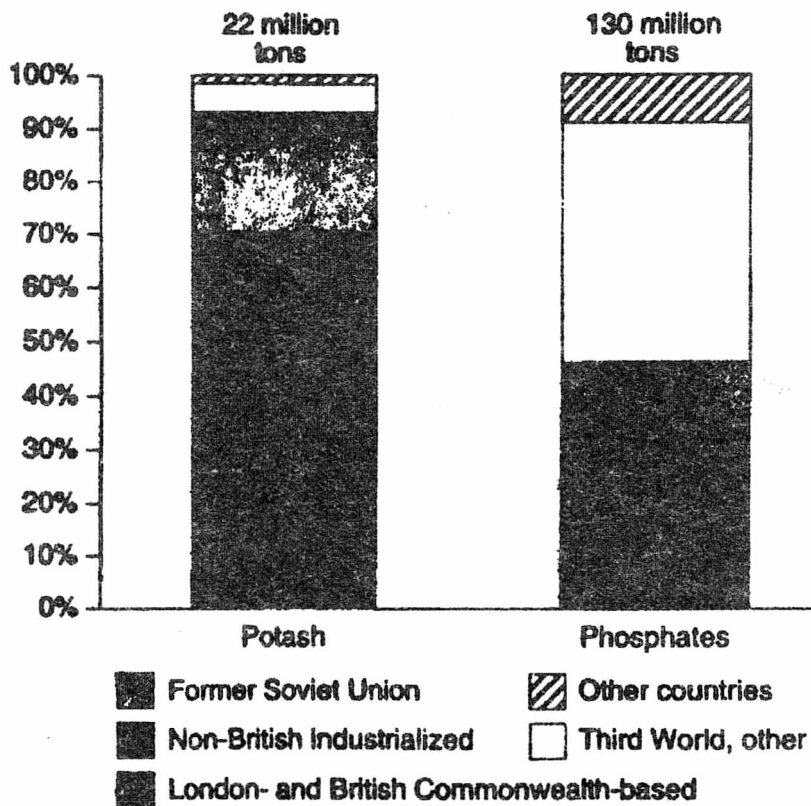 22 million
tons
130 million
tons
100%
90%
80%
70%
60%
50%
40%
30%
20%
10%
0%
Potash
Phosphates
Former Soviet Union
Other countries
Non-British Industrialized
Third World, other
London- and British Commonwealth-based